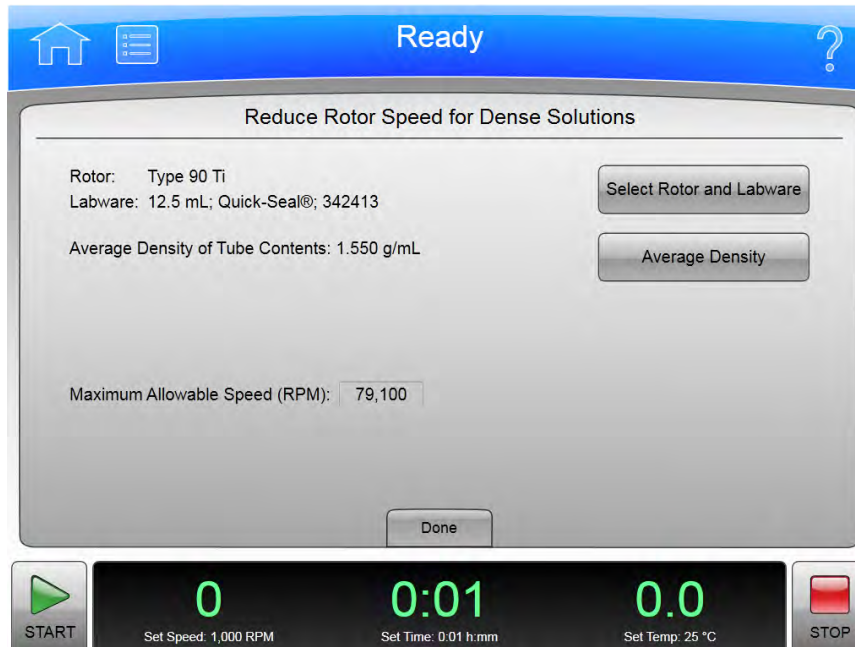 Ready
?
Reduce Rotor Speed for Dense Solutions
Rotor: Type 90 Ti
Select Rotor and Labware
Labware: 12.5 mL; Quick-Seal®; 342413
Average Density of Tube Contents: 1.550 g/mL
Average Density
Maximum Allowable Speed (RPM): 79,100
Done
START
0
Set Speed: 1,000 RPM
0:01
Set Time: 0:01 h:mm
0.0
Set Temp: 25 °C
STOP